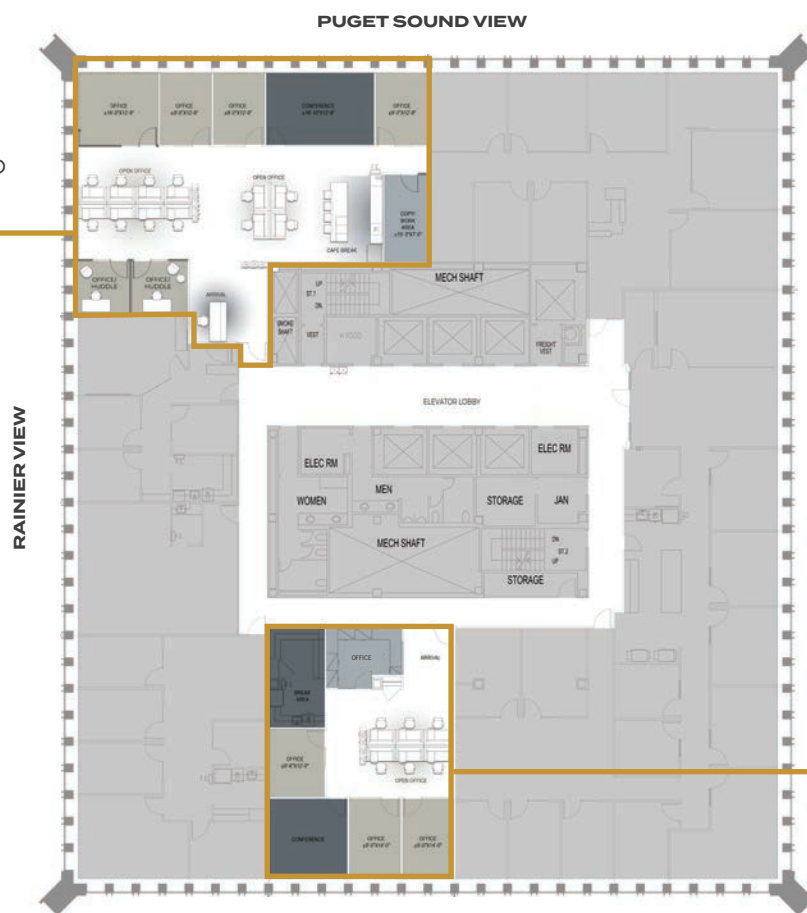 PUGET SOUND VIEW
OFFICE
OFFICE
OFFICE
CONFERENCE
OFFICE
OPEN OFFICE
OPEN OFFICE
COPY/
WORK
AREA
CAFE BREAK
OFFICE/
HUDDLE
OFFICE/
HUDDLE
ARRIVAL
UP
ST.1
DN.
MECH SHAFT
SMOKE
SHAFT
VEST
FREIGHT
VEST
ELEVATOR LOBBY
RAINIER VIEW
ELEC RM
ELEC RM
WOMEN
MEN
STORAGE
JAN
MECH SHAFT
DN
ST.2
UP
STORAGE
OFFICE
ARRIVAL
BREAK
AREA
OFFICE
OPEN OFFICE
CONFERENCE
OFFICE
OFFICE